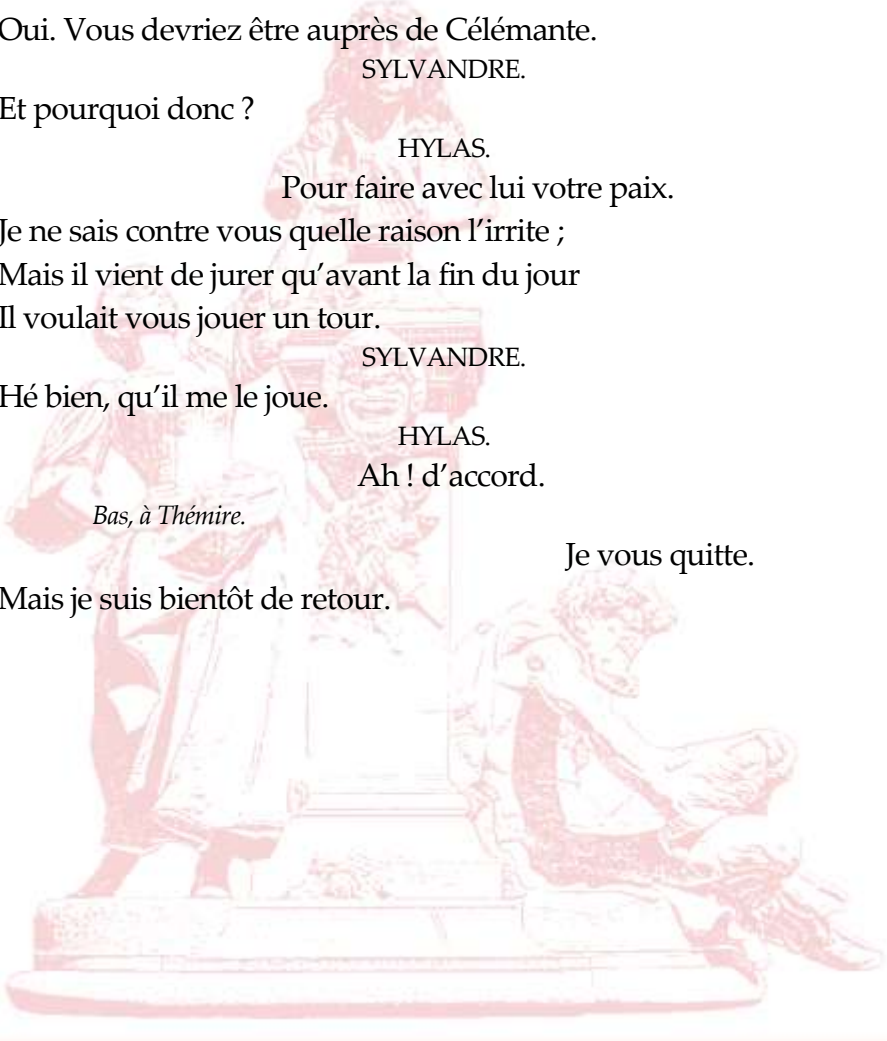 Oui. Vous devriez être auprès de Célémante.
SYLVANDRE.
Et pourquoi donc ?
HYLAS.
Pour faire avec lui votre paix.
Je ne sais contre vous quelle raison l’irrite ;
Mais il vient de jurer qu’avant la fin du jour
Il voulait vous jouer un tour.
SYLVANDRE.
Hé bien, qu’il me le joue.
HYLAS.
Ah ! d’accord.
Bas, à Thémire.
Je vous quitte.
Mais je suis bientôt de retour.